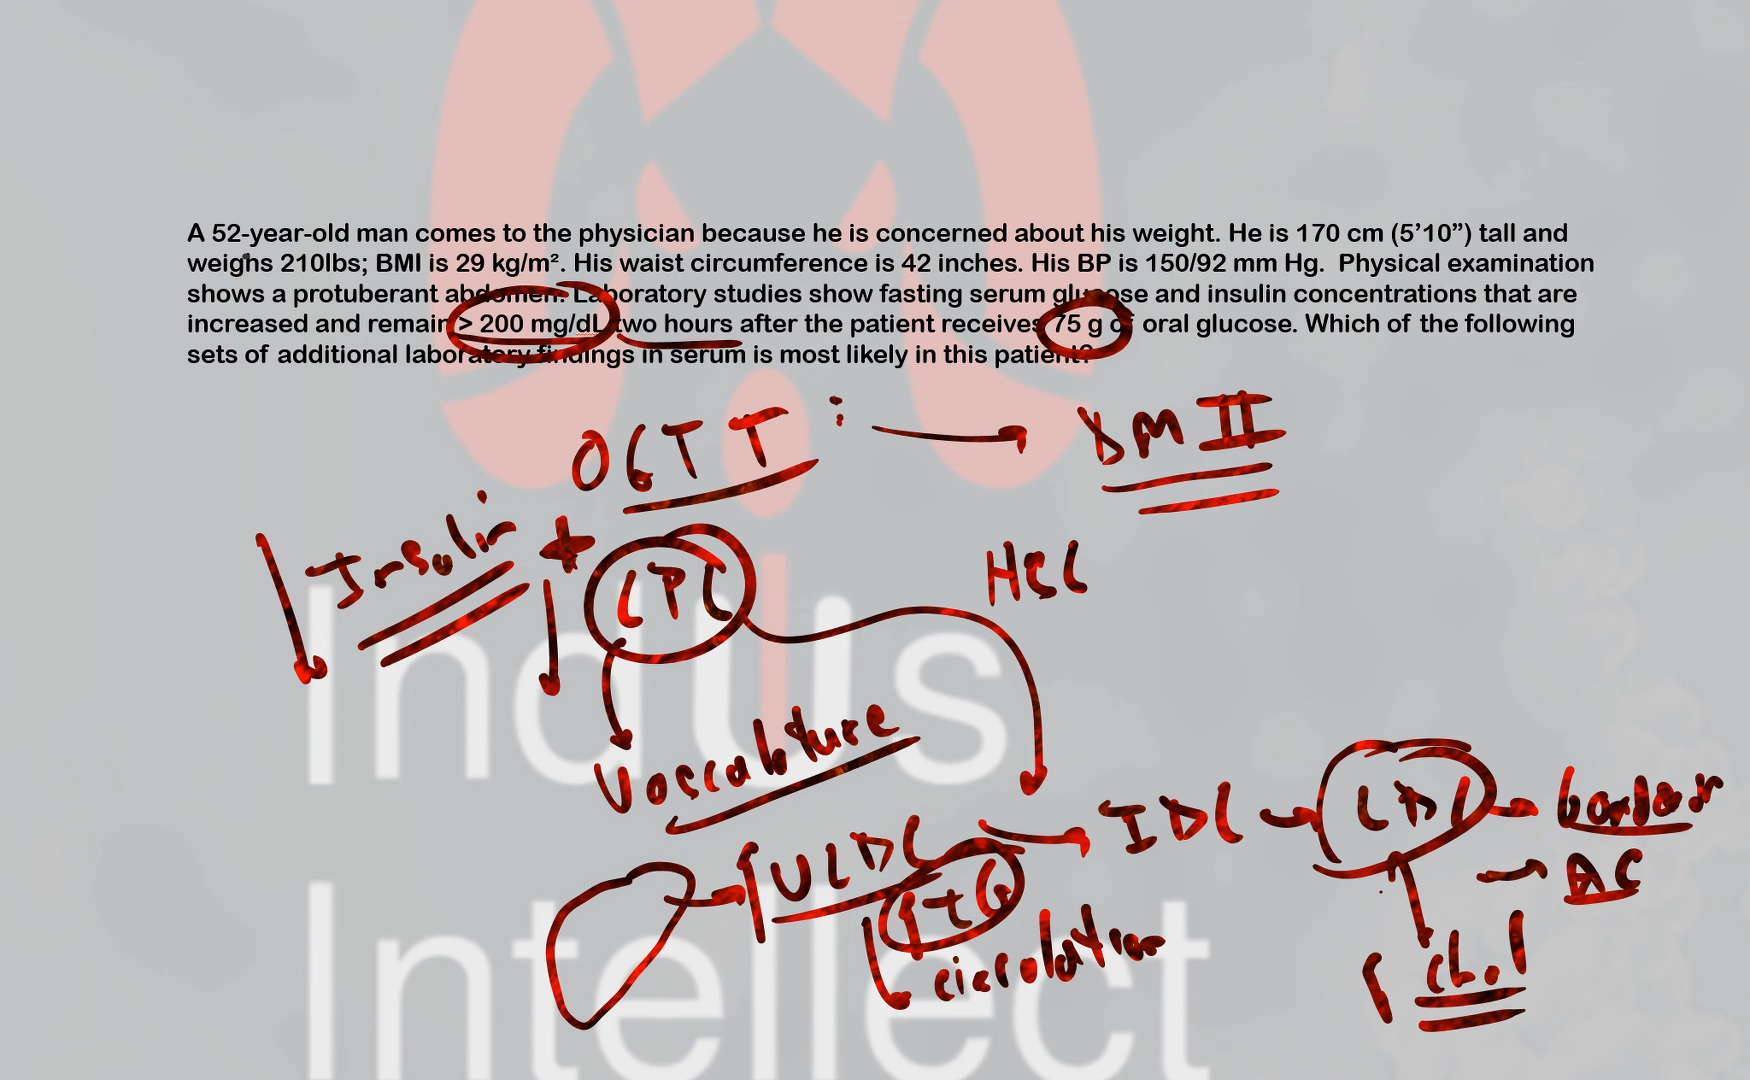 A 52-year-old man comes to the physician because he is concerned about his weight. He is 170 cm (5’10”) tall and
weighs 210lbs; BMI is 29 kg/m². His waist circumference is 42 inches. His BP is 150/92 mm Hg. Physical examination
shows a protuberant abdomen. Laboratory studies show fasting serum glucose and insulin concentrations that are
increased and remain > 200 mg/dL two hours after the patient receives 75 g of oral glucose. Which of the following
sets of additional laboratory findings in serum is most likely in this patient?
OGTT : → DM II
Insulin + LPL
Vasculature
VLDL → IDL → LDL
circulation
chol
IndUs
Intellect